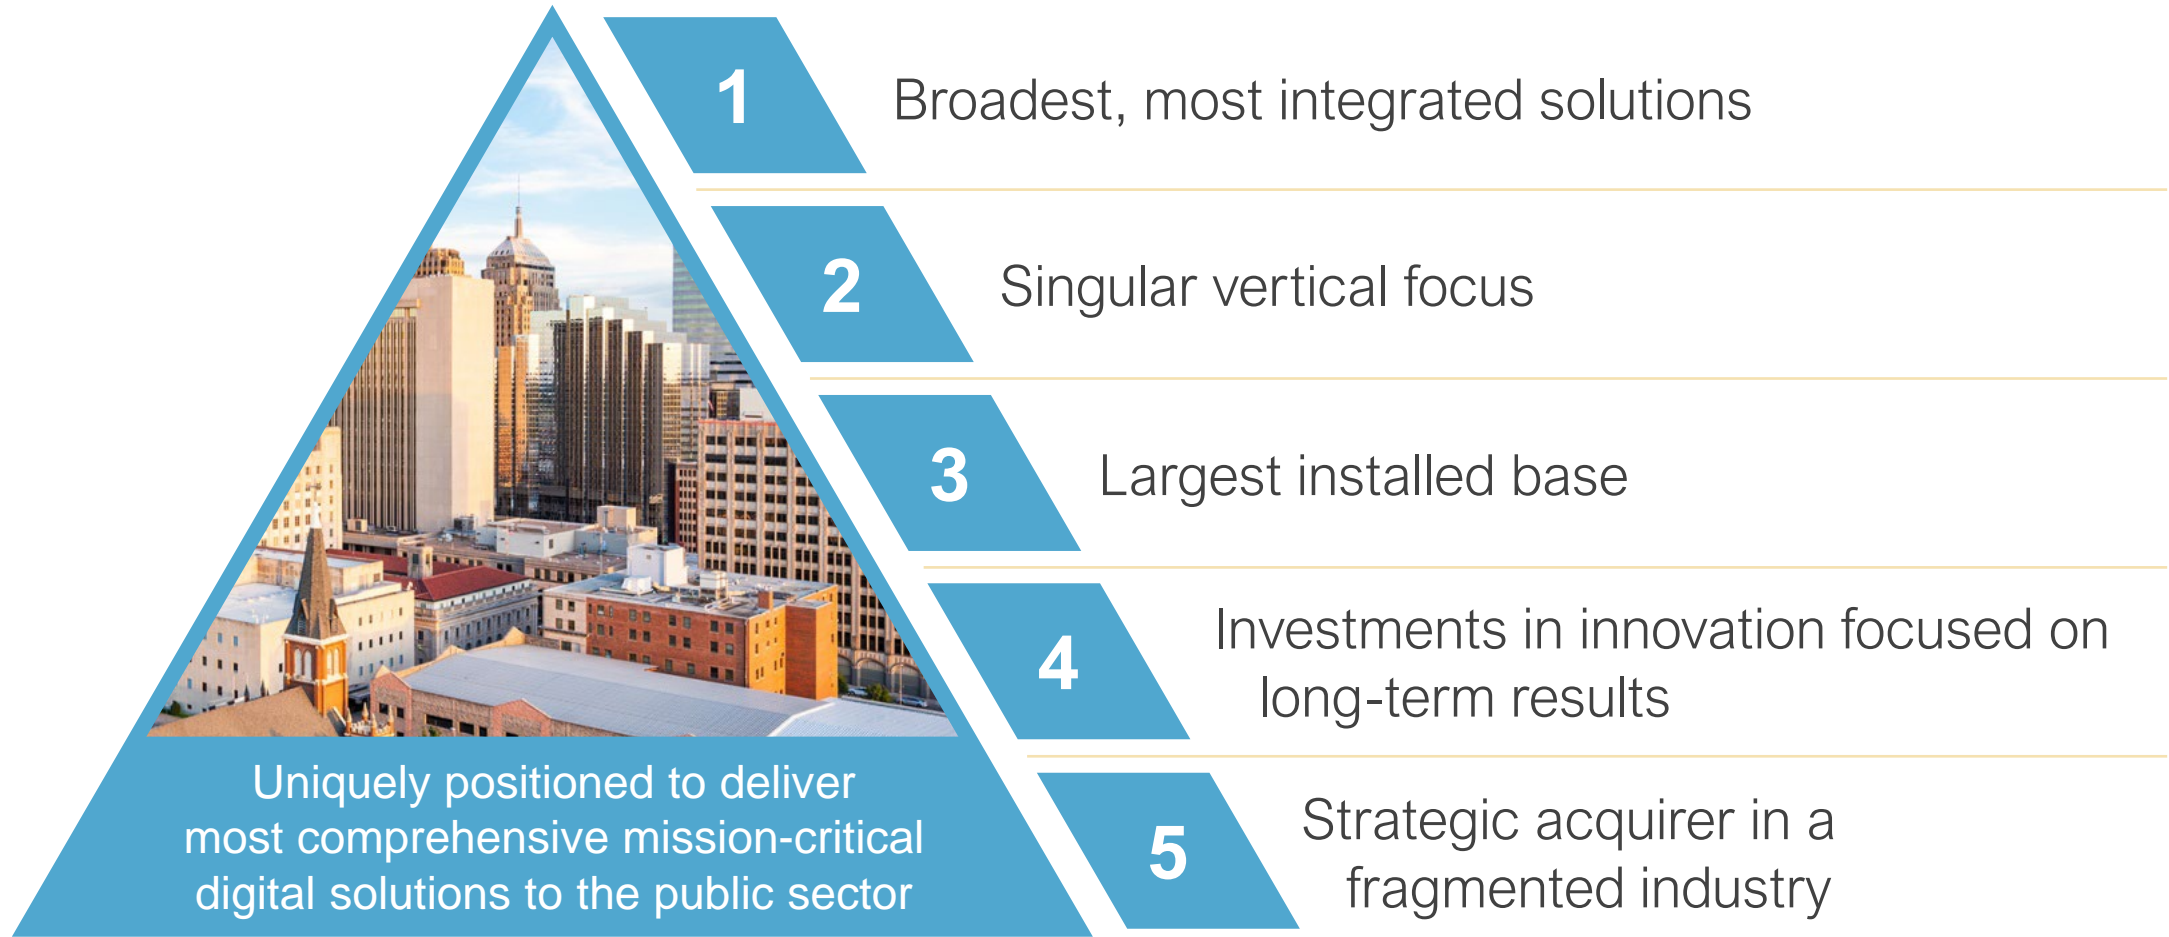 1
Broadest, most integrated solutions
2
Singular vertical focus
3
Largest installed base
4
Investments in innovation focused on
long-term results
5
Strategic acquirer in a
fragmented industry
Uniquely positioned to deliver
most comprehensive mission-critical
digital solutions to the public sector